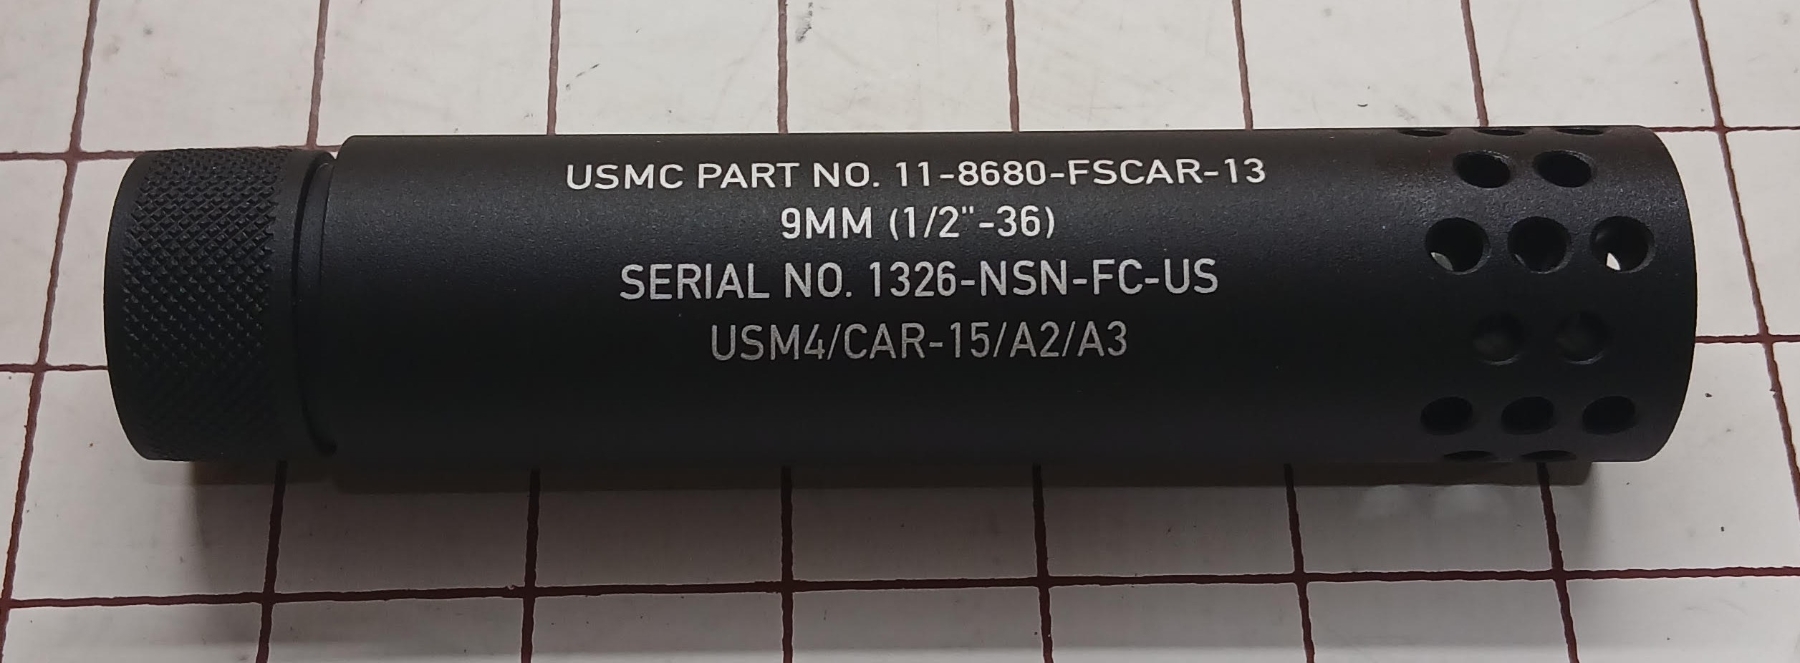 USMC PART NO. 11-8680-FSCAR-13
9MM (1/2"-36)
SERIAL NO. 1326-NSN-FC-US
USM4/CAR-15/A2/A3